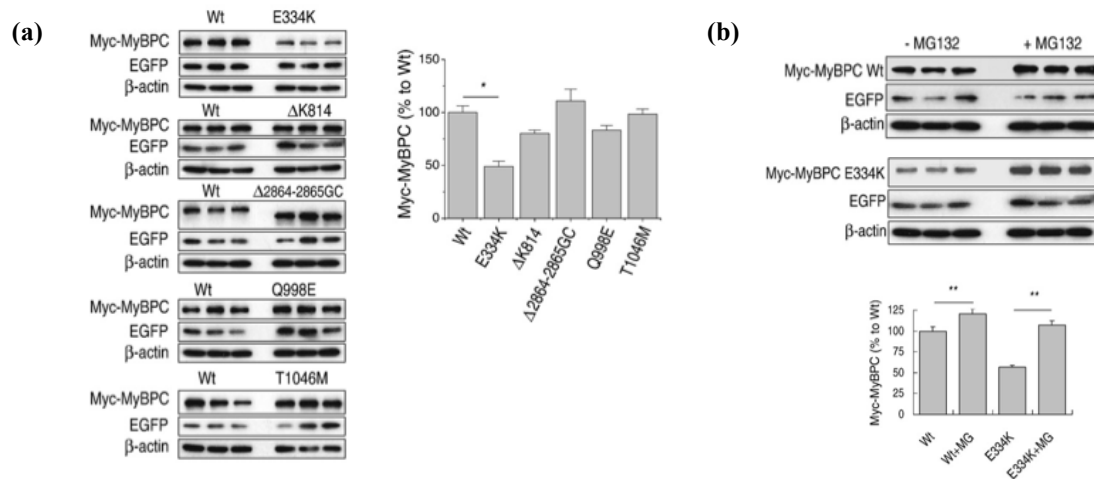 (a)
Wt E334K
Myc-MyBPC
EGFP
β-actin
Wt ΔK814
Myc-MyBPC
EGFP
β-actin
Wt Δ2864-2865GC
Myc-MyBPC
EGFP
β-actin
Wt Q998E
Myc-MyBPC
EGFP
β-actin
Wt T1046M
Myc-MyBPC
EGFP
β-actin
Myc-MyBPC (% to Wt)
150
100
50
0
*
Wt
E334K
ΔK814
Δ2864-2865GC
Q998E
T1046M
(b)
- MG132 + MG132
Myc-MyBPC Wt
EGFP
β-actin
Myc-MyBPC E334K
EGFP
β-actin
Myc-MyBPC (% to Wt)
125
100
75
50
25
0
** **
Wt
Wt+MG
E334K
E334K+MG